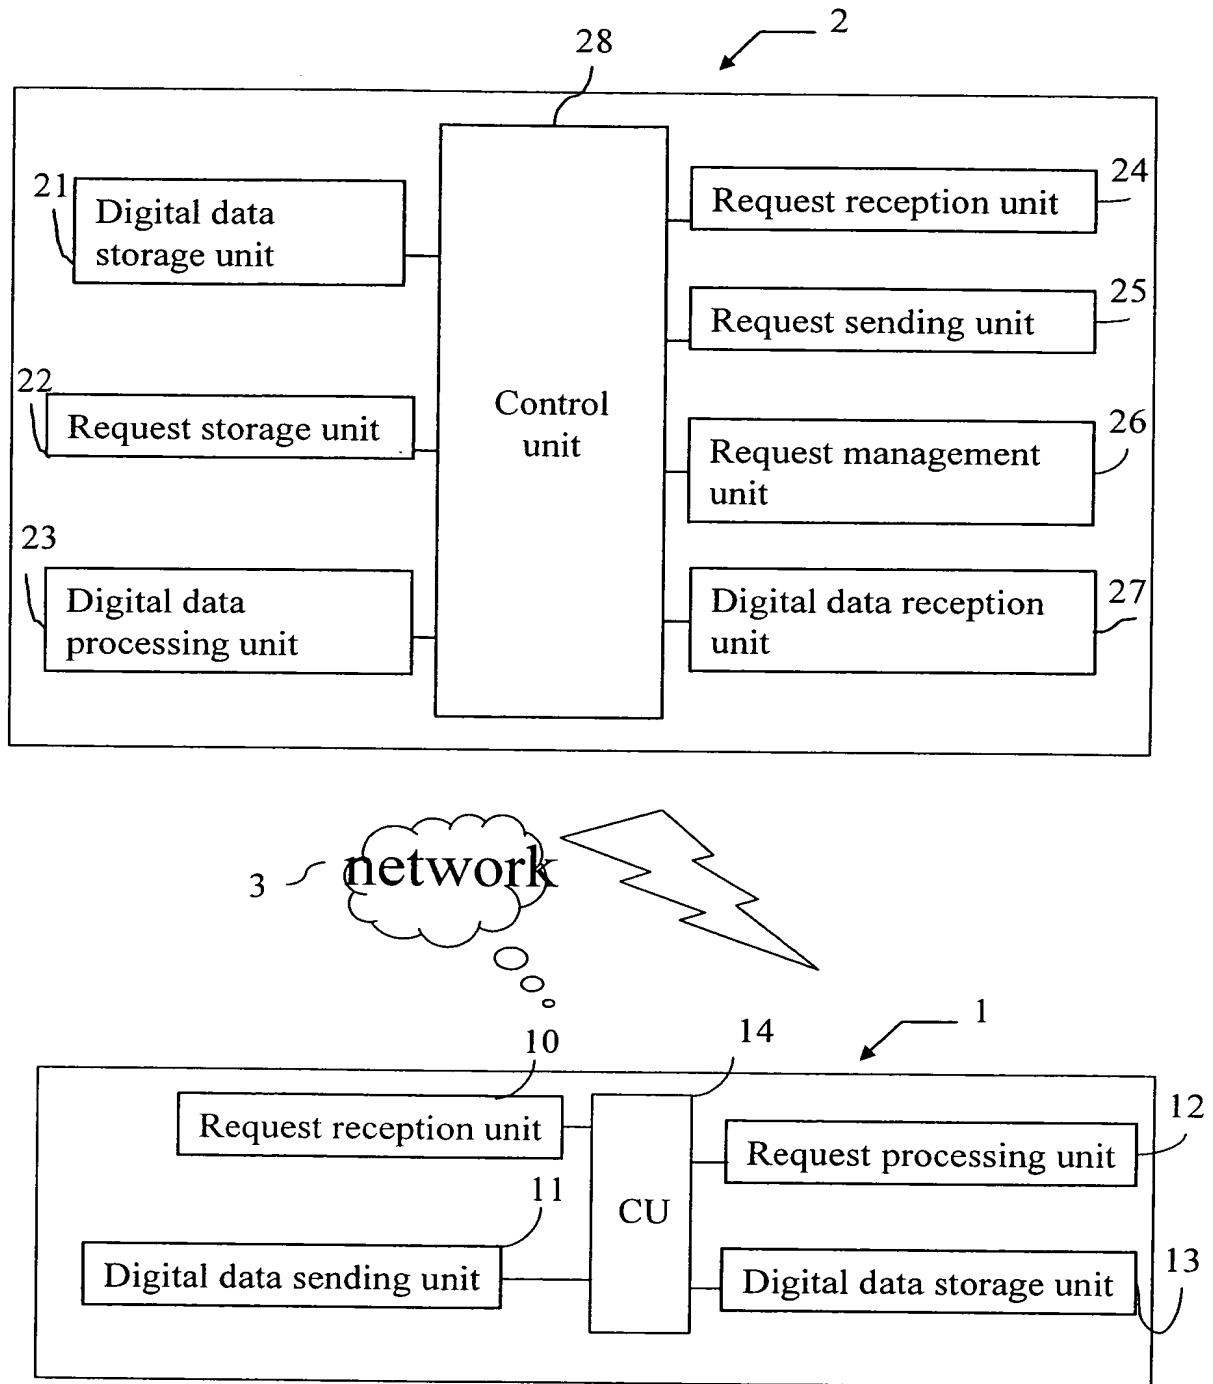 2
28
21
Digital data
storage unit
24
Request reception unit
25
Request sending unit
22
Request storage unit
Control
unit
26
Request management
unit
23
Digital data
processing unit
27
Digital data reception
unit
3
network
1
10
14
12
Request reception unit
Request processing unit
11
CU
13
Digital data sending unit
Digital data storage unit